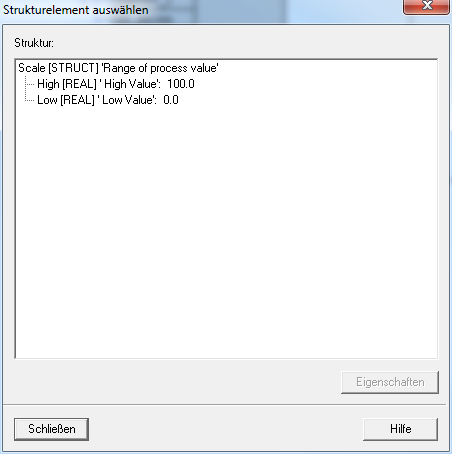 Strukturelement auswählen
Struktur:
Scale [STRUCT] 'Range of process value'
High [REAL] ' High Value': 100.0
Low [REAL] ' Low Value': 0.0
Eigenschaften
Schließen
Hilfe